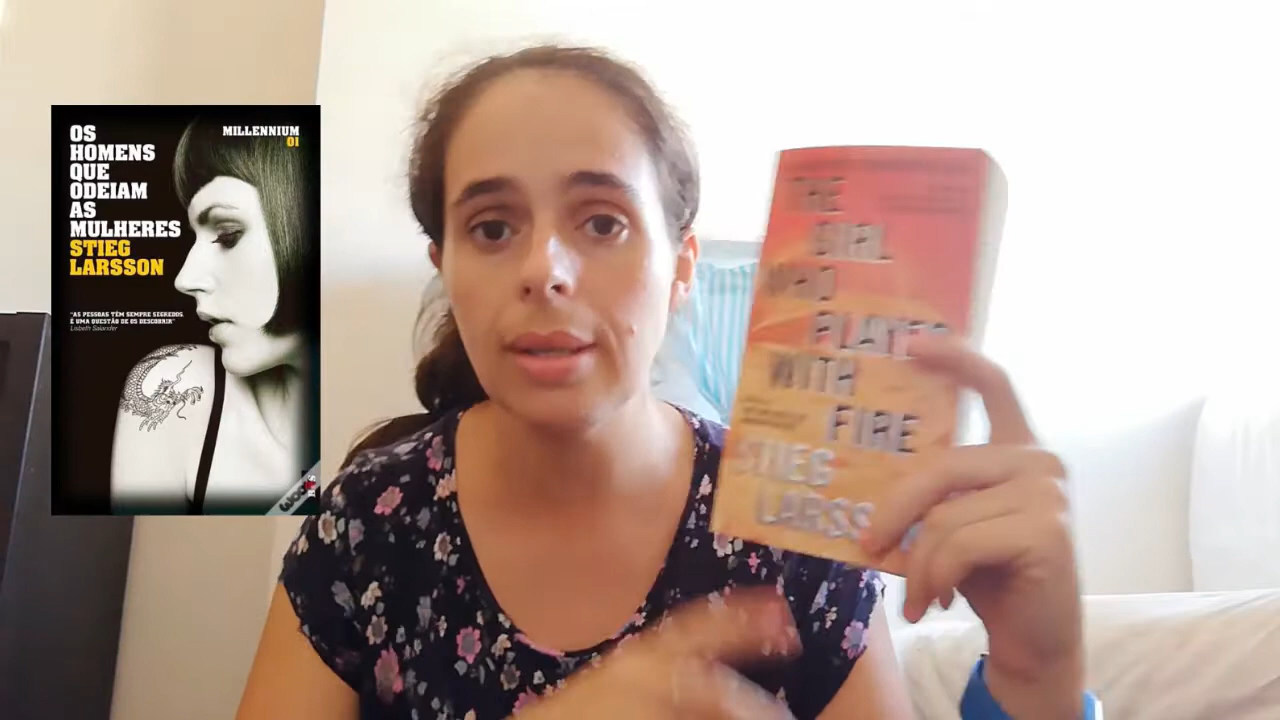 OS
HOMENS
QUE
ODEIAM
AS
MULHERES
STIEG
LARSSON
MILLENNIUM
01
"AS PESSOAS TÊM SEMPRE SEGREDOS.
É UMA QUESTÃO DE OS DESCOBRIR"
Lisbeth Salander
THE
GIRL
WHO
PLAYED
WITH
FIRE
STIEG
LARSS